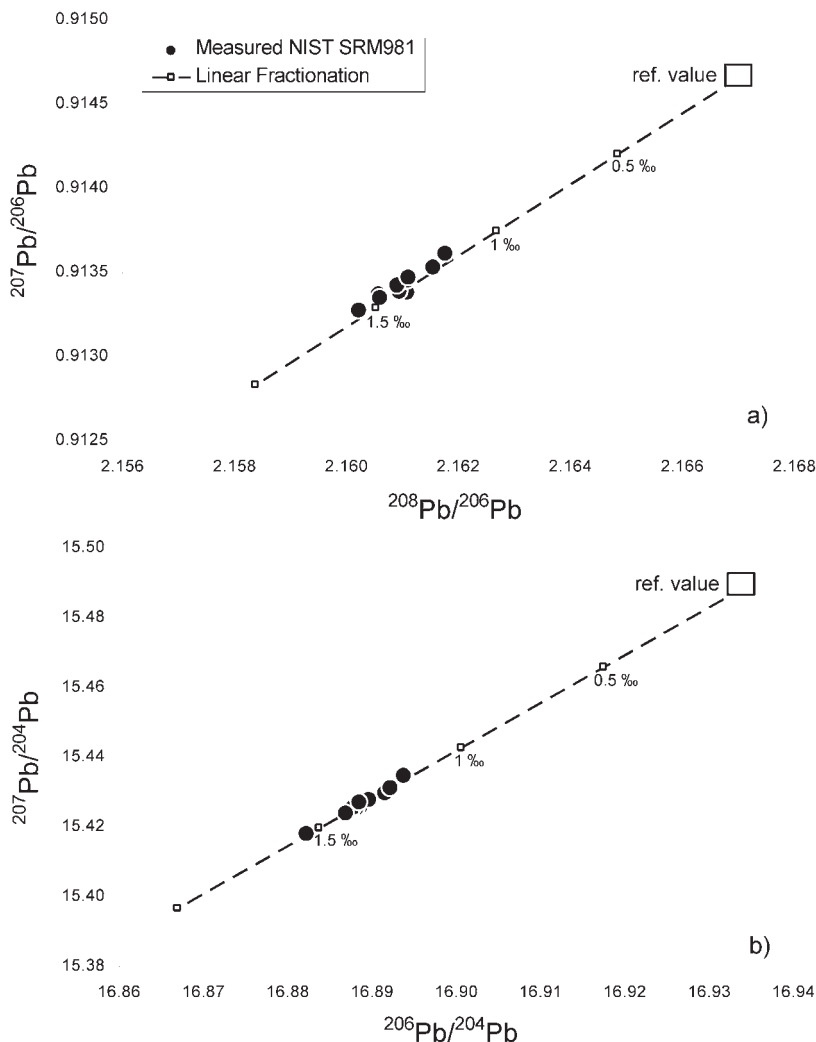 0.9150
Measured NIST SRM981
Linear Fractionation
ref. value
0.9145
0.5 ‰
0.9140
1 ‰
0.9135
1.5 ‰
0.9130
a)
0.9125
2.156 2.158 2.160 2.162 2.164 2.166 2.168
²⁰⁷Pb/²⁰⁶Pb
²⁰⁸Pb/²⁰⁶Pb
15.50
ref. value
15.48
0.5 ‰
15.46
1 ‰
15.44
15.42
1.5 ‰
15.40
b)
15.38
16.86 16.87 16.88 16.89 16.90 16.91 16.92 16.93 16.94
²⁰⁷Pb/²⁰⁴Pb
²⁰⁶Pb/²⁰⁴Pb